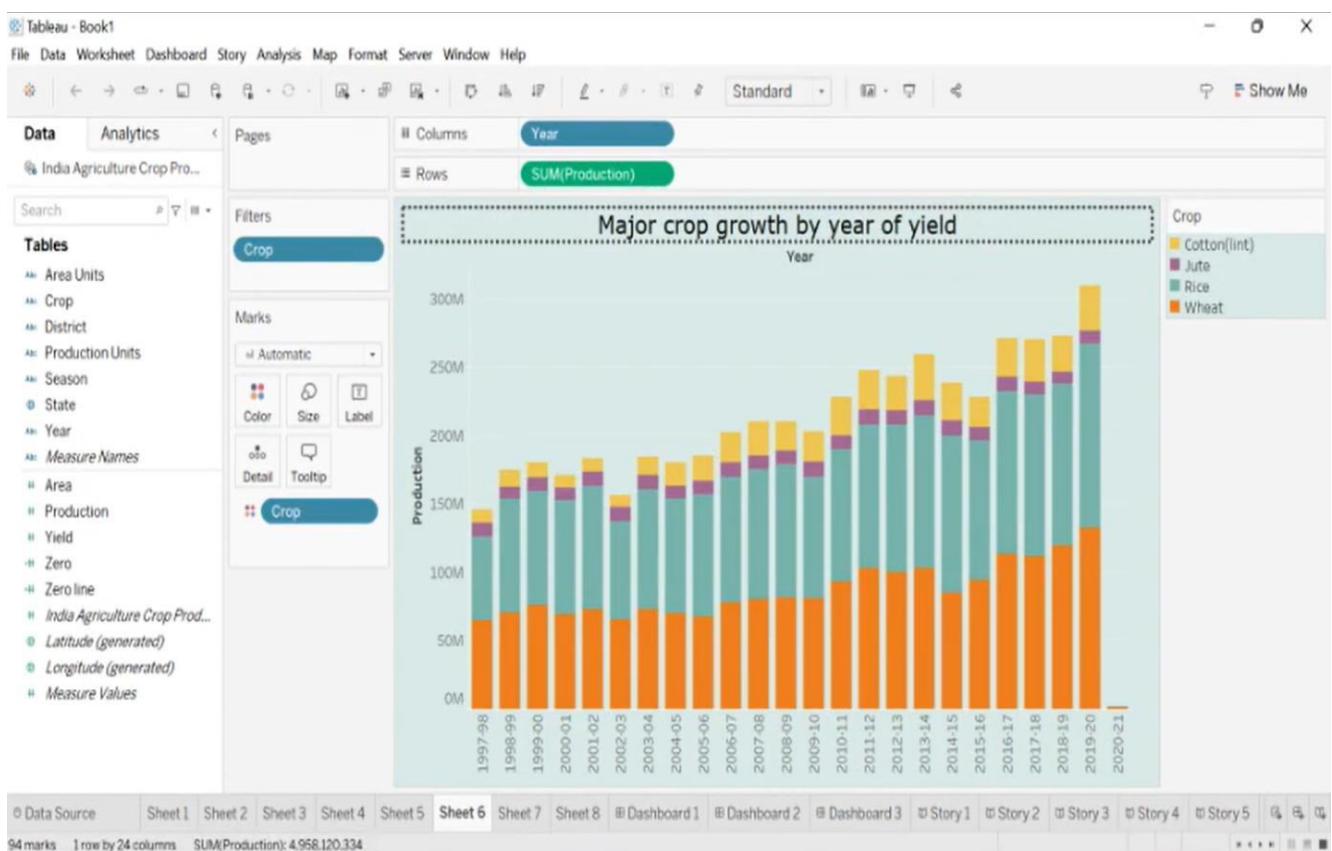 Tableau - Book1
File Data Worksheet Dashboard Story Analysis Map Format Server Window Help
Standard
Show Me
Data Analytics
India Agriculture Crop Pro...
Search
Tables
Abc Area Units
Abc Crop
Abc District
Abc Production Units
Abc Season
State
Abc Year
Abc Measure Names
# Area
# Production
# Yield
=# Zero
=# Zero line
# India Agriculture Crop Prod...
Latitude (generated)
Longitude (generated)
# Measure Values
Pages
Filters
Crop
Marks
Automatic
Color Size Label
Detail Tooltip
Crop
Columns Year
Rows SUM(Production)
Major crop growth by year of yield
Year
Production
300M
250M
200M
150M
100M
50M
0M
1997-98
1998-99
1999-00
2000-01
2001-02
2002-03
2003-04
2004-05
2005-06
2006-07
2007-08
2008-09
2009-10
2010-11
2011-12
2012-13
2013-14
2014-15
2015-16
2016-17
2017-18
2018-19
2019-20
2020-21
Crop
Cotton(lint)
Jute
Rice
Wheat
Data Source Sheet 1 Sheet 2 Sheet 3 Sheet 4 Sheet 5 Sheet 6 Sheet 7 Sheet 8 Dashboard 1 Dashboard 2 Dashboard 3 Story 1 Story 2 Story 3 Story 4 Story 5
94 marks 1 row by 24 columns SUM(Production): 4,958,120,334